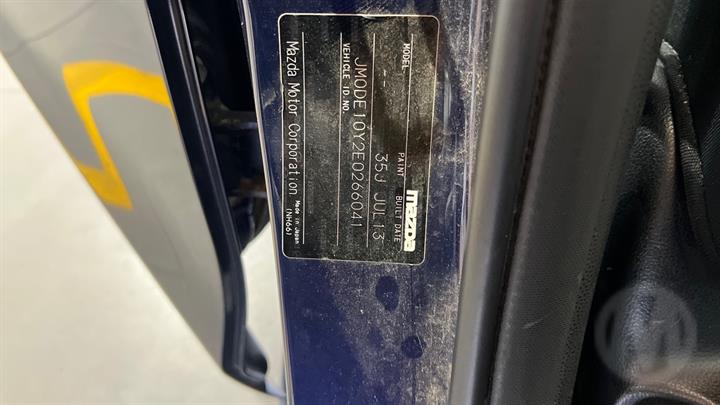 mazda
MODEL PAINT BUILT DATE
-- 35J JUL 13
VEHICLE ID.NO.
JM0DE10Y2E0266041
Mazda Motor Corporation Made in Japan
(NH66)